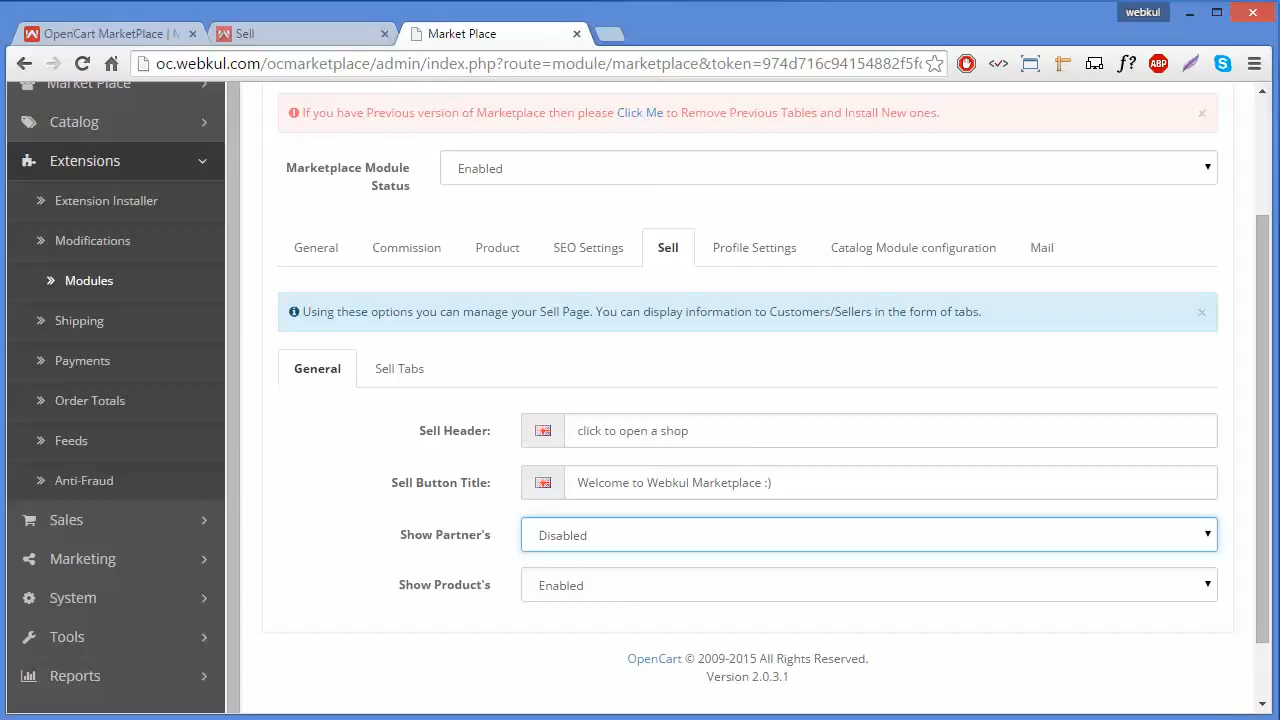 webkul
OpenCart MarketPlace | M
Sell
Market Place
oc.webkul.com/ocmarketplace/admin/index.php?route=module/marketplace&token=974d716c94154882f5f
f?
ABP
Market Place
Catalog
Extensions
Extension Installer
Modifications
Modules
Shipping
Payments
Order Totals
Feeds
Anti-Fraud
Sales
Marketing
System
Tools
Reports
If you have Previous version of Marketplace then please Click Me to Remove Previous Tables and Install New ones.
Marketplace Module Status
Enabled
General Commission Product SEO Settings Sell Profile Settings Catalog Module configuration Mail
Using these options you can manage your Sell Page. You can display information to Customers/Sellers in the form of tabs.
General Sell Tabs
Sell Header: click to open a shop
Sell Button Title: Welcome to Webkul Marketplace :)
Show Partner's Disabled
Show Product's Enabled
OpenCart © 2009-2015 All Rights Reserved.
Version 2.0.3.1